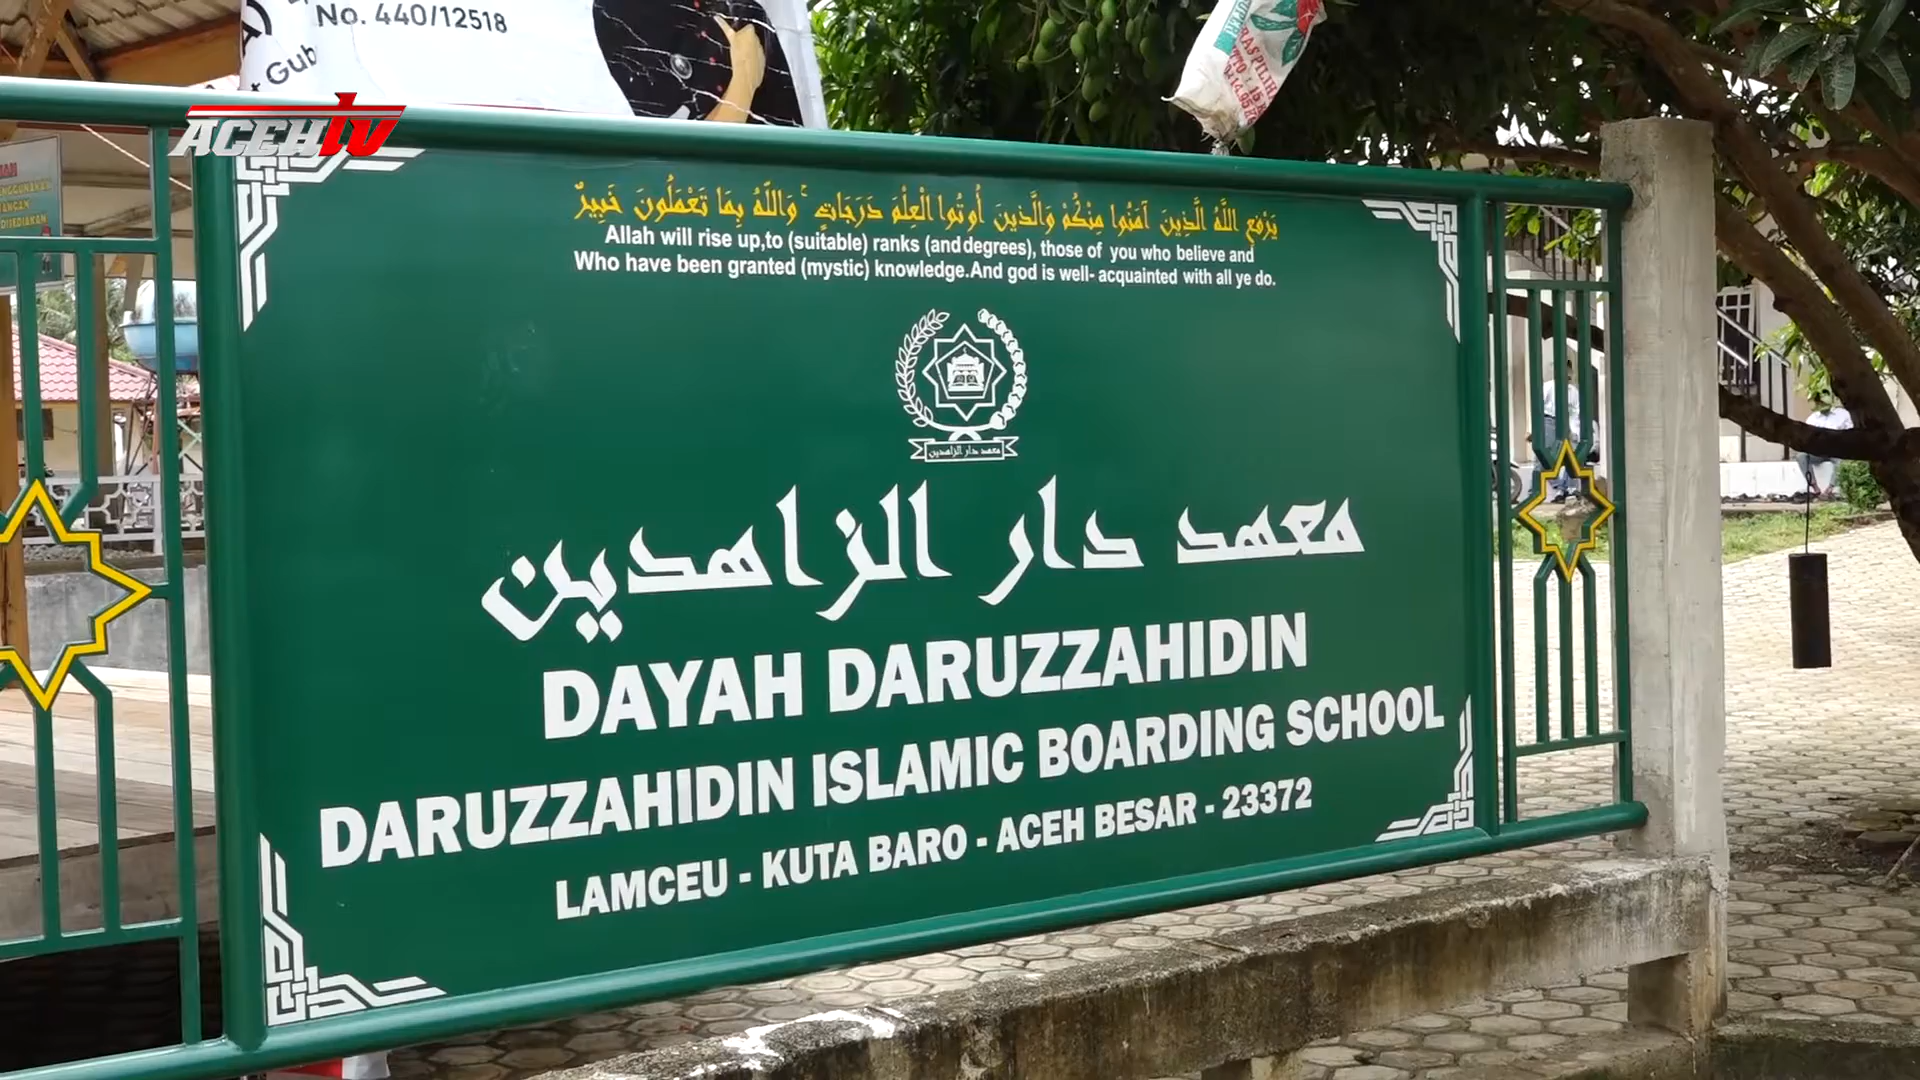 No. 440/12518
Gub
ACEHtv
يَرْفَعِ اللَّهُ الَّذِينَ آمَنُوا مِنْكُمْ وَالَّذِينَ أُوتُوا الْعِلْمَ دَرَجَاتٍ ۚ وَاللَّهُ بِمَا تَعْمَلُونَ خَبِيرٌ
Allah will rise up,to (suitable) ranks (and degrees), those of you who believe and
Who have been granted (mystic) knowledge.And god is well- acquainted with all ye do.
معهد دار الزاهدين
معهد دار الزاهدين
DAYAH DARUZZAHIDIN
DARUZZAHIDIN ISLAMIC BOARDING SCHOOL
LAMCEU - KUTA BARO - ACEH BESAR - 23372